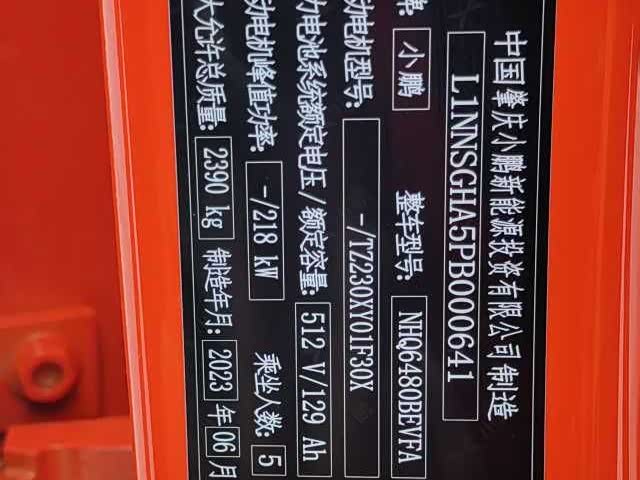 中国肇庆小鹏新能源投资有限公司制造
L1NNSGHA5PB000641
牌: 小鹏 整车型号: NHQ6480BEVFA
动电机型号: -/TZ230XY01F30X
力电池系统额定电压/额定容量: 512 V/129 Ah
动电机峰值功率: -/218 kW 乘坐人数: 5
大允许总质量: 2390 kg 制造年月: 2023 年 06 月